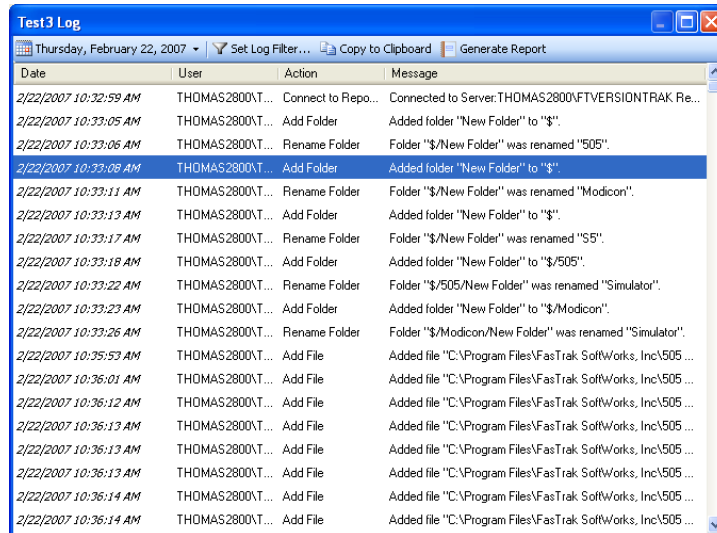 Test3 Log
Thursday, February 22, 2007 Set Log Filter... Copy to Clipboard Generate Report
Date User Action Message
2/22/2007 10:32:59 AM THOMAS2800\T... Connect to Repo... Connected to Server:THOMAS2800\FTVERSIONTRAK Re...
2/22/2007 10:33:05 AM THOMAS2800\T... Add Folder Added folder "New Folder" to "$".
2/22/2007 10:33:06 AM THOMAS2800\T... Rename Folder Folder "$/New Folder" was renamed "505".
2/22/2007 10:33:08 AM THOMAS2800\T... Add Folder Added folder "New Folder" to "$".
2/22/2007 10:33:11 AM THOMAS2800\T... Rename Folder Folder "$/New Folder" was renamed "Modicon".
2/22/2007 10:33:13 AM THOMAS2800\T... Add Folder Added folder "New Folder" to "$".
2/22/2007 10:33:17 AM THOMAS2800\T... Rename Folder Folder "$/New Folder" was renamed "S5".
2/22/2007 10:33:18 AM THOMAS2800\T... Add Folder Added folder "New Folder" to "$/505".
2/22/2007 10:33:22 AM THOMAS2800\T... Rename Folder Folder "$/505/New Folder" was renamed "Simulator".
2/22/2007 10:33:23 AM THOMAS2800\T... Add Folder Added folder "New Folder" to "$/Modicon".
2/22/2007 10:33:26 AM THOMAS2800\T... Rename Folder Folder "$/Modicon/New Folder" was renamed "Simulator".
2/22/2007 10:35:53 AM THOMAS2800\T... Add File Added file "C:\Program Files\FasTrak SoftWorks, Inc\505 ...
2/22/2007 10:36:01 AM THOMAS2800\T... Add File Added file "C:\Program Files\FasTrak SoftWorks, Inc\505 ...
2/22/2007 10:36:12 AM THOMAS2800\T... Add File Added file "C:\Program Files\FasTrak SoftWorks, Inc\505 ...
2/22/2007 10:36:13 AM THOMAS2800\T... Add File Added file "C:\Program Files\FasTrak SoftWorks, Inc\505 ...
2/22/2007 10:36:13 AM THOMAS2800\T... Add File Added file "C:\Program Files\FasTrak SoftWorks, Inc\505 ...
2/22/2007 10:36:13 AM THOMAS2800\T... Add File Added file "C:\Program Files\FasTrak SoftWorks, Inc\505 ...
2/22/2007 10:36:14 AM THOMAS2800\T... Add File Added file "C:\Program Files\FasTrak SoftWorks, Inc\505 ...
2/22/2007 10:36:14 AM THOMAS2800\T... Add File Added file "C:\Program Files\FasTrak SoftWorks, Inc\505 ...